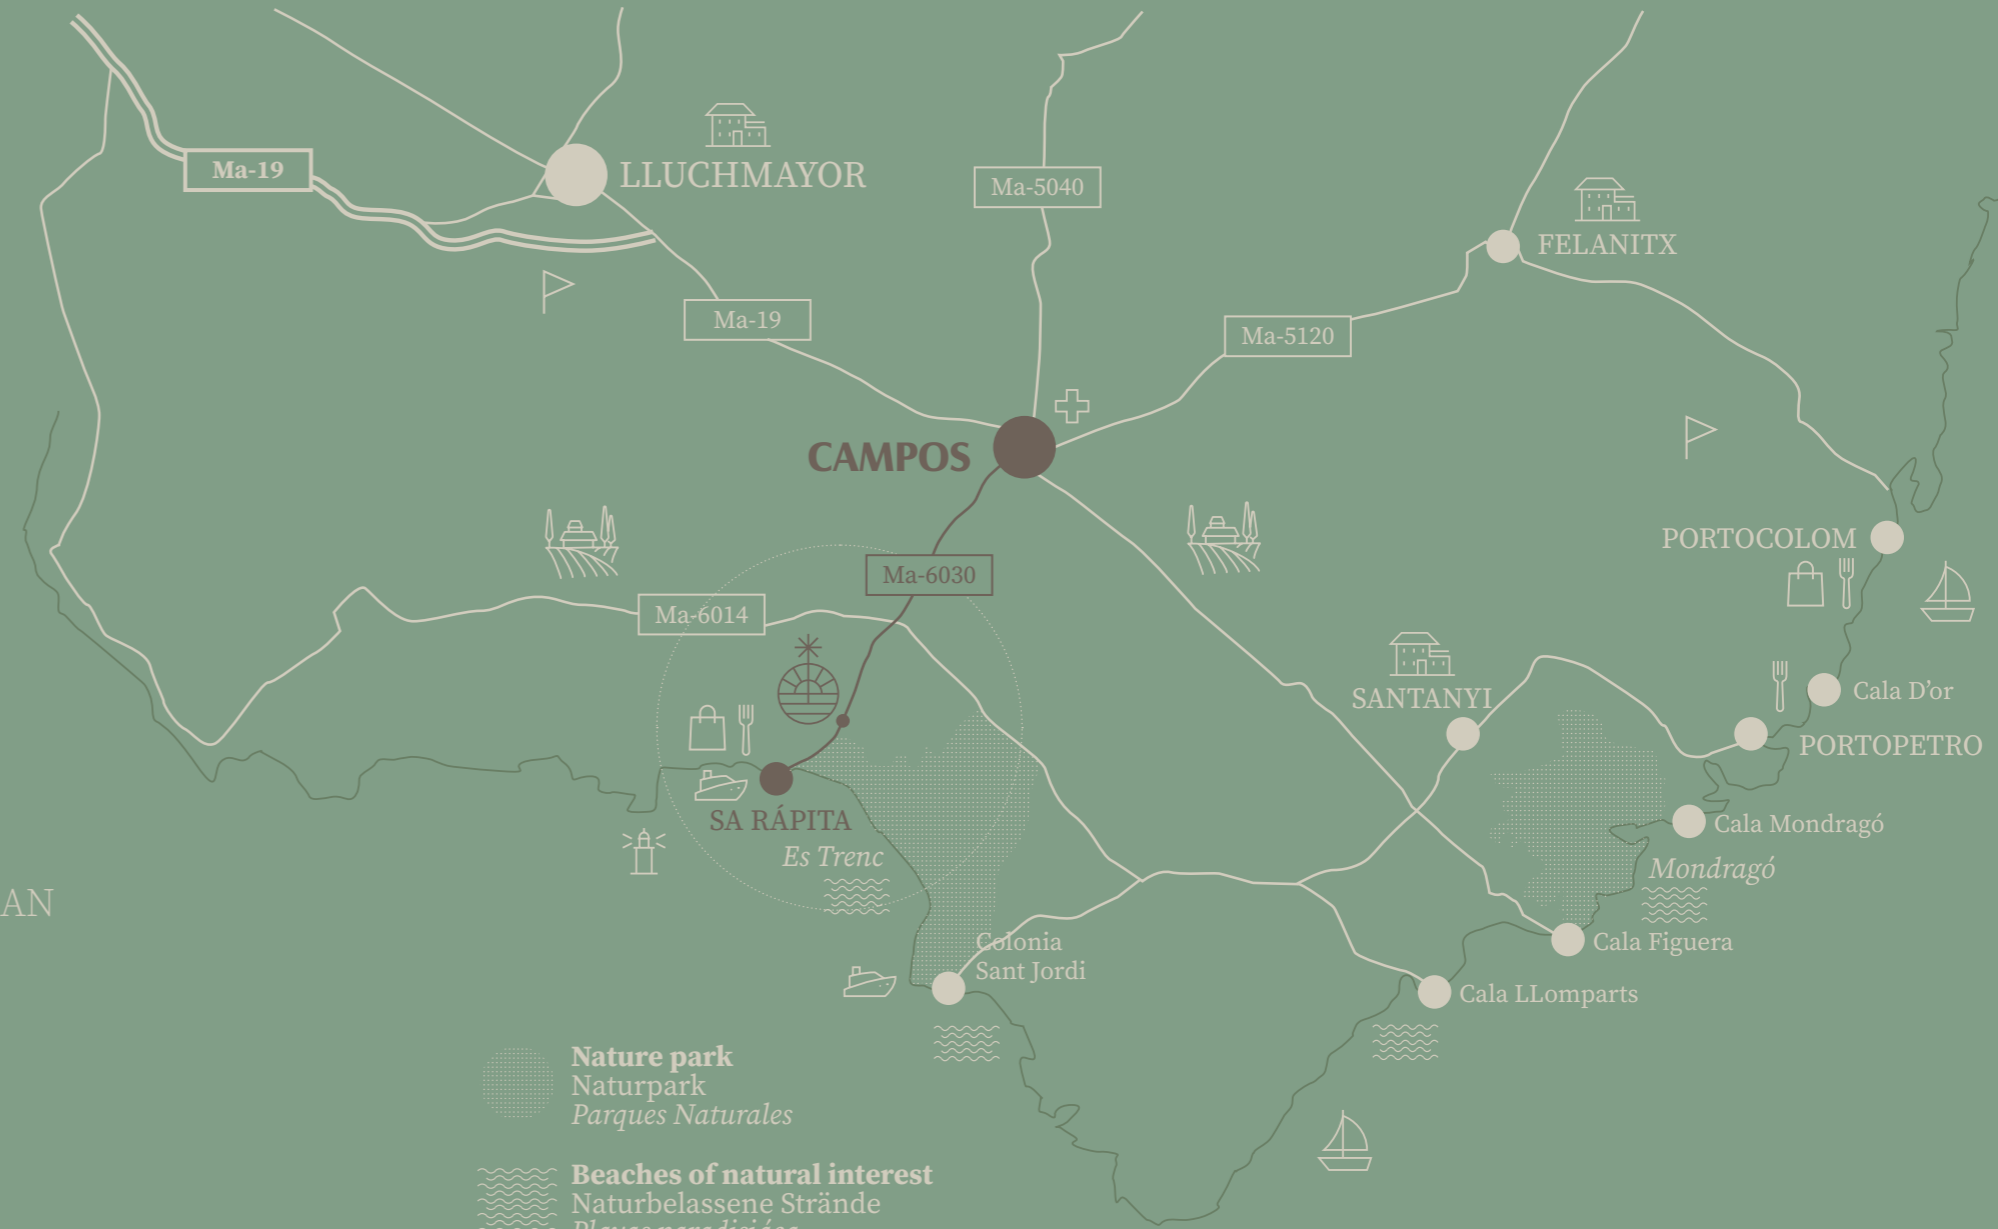 Ma-19
LLUCHMAYOR
Ma-5040
FELANITX
Ma-19
Ma-5120
CAMPOS
PORTOCOLOM
Ma-6030
Ma-6014
SANTANYI
Cala D'or
PORTOPETRO
SA RÁPITA
Cala Mondragó
Es Trenc
Mondragó
AN
Colonia
Sant Jordi
Cala Figuera
Cala LLomparts
Nature park
Naturpark
Parques Naturales
Beaches of natural interest
Naturbelassene Strände